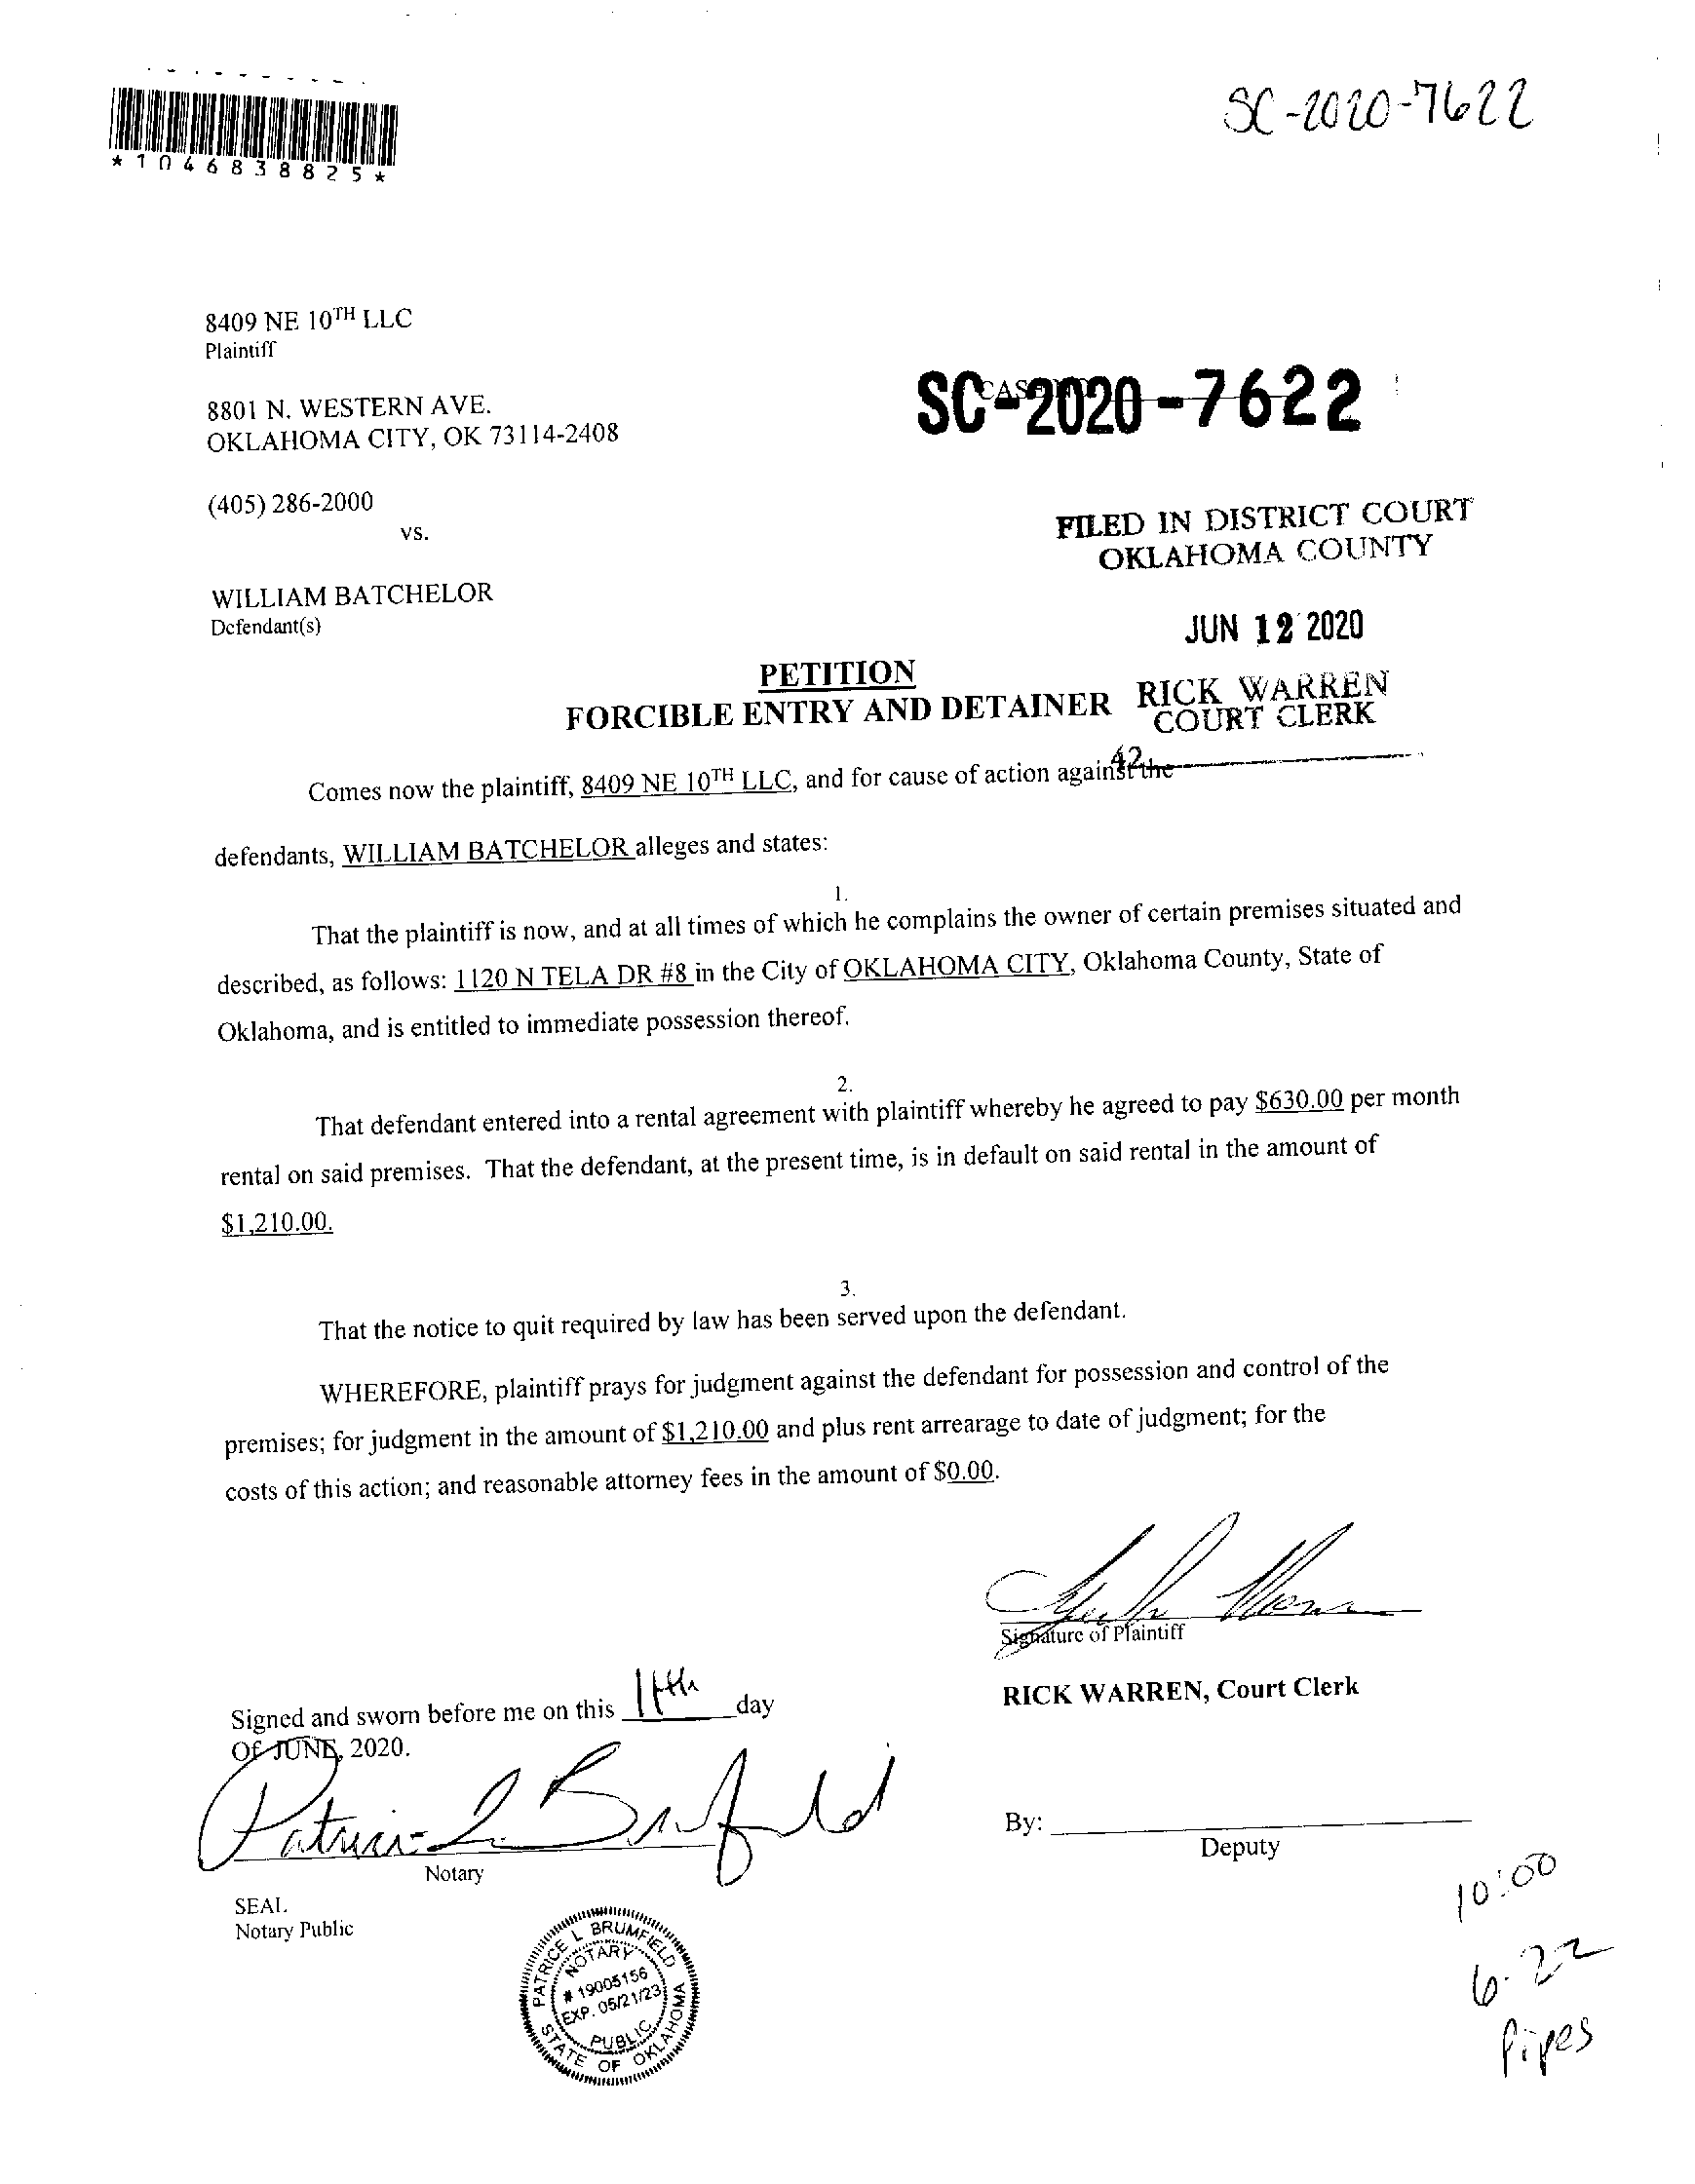 SC-2020-7622
*1046838825*
8409 NE 10TH LLC
Plaintiff
8801 N. WESTERN AVE.
OKLAHOMA CITY, OK 73114-2408
SC-2020-7622
(405) 286-2000
vs.
FILED IN DISTRICT COURT
OKLAHOMA COUNTY
WILLIAM BATCHELOR
Defendant(s)
JUN 12 2020
PETITION
FORCIBLE ENTRY AND DETAINER
RICK WARREN
COURT CLERK
42
Comes now the plaintiff, 8409 NE 10TH LLC, and for cause of action against the
defendants, WILLIAM BATCHELOR alleges and states:
1.
That the plaintiff is now, and at all times of which he complains the owner of certain premises situated and
described, as follows: 1120 N TELA DR #8 in the City of OKLAHOMA CITY, Oklahoma County, State of
Oklahoma, and is entitled to immediate possession thereof.
2.
That defendant entered into a rental agreement with plaintiff whereby he agreed to pay $630.00 per month
rental on said premises. That the defendant, at the present time, is in default on said rental in the amount of
$1,210.00.
3.
That the notice to quit required by law has been served upon the defendant.
WHEREFORE, plaintiff prays for judgment against the defendant for possession and control of the
premises; for judgment in the amount of $1,210.00 and plus rent arrearage to date of judgment; for the
costs of this action; and reasonable attorney fees in the amount of $0.00.
Signature of Plaintiff
RICK WARREN, Court Clerk
Signed and sworn before me on this 11th day
Of JUNE, 2020.
By:
Deputy
Notary
SEAL
Notary Public
PATRICE L BRUMFIELD
NOTARY
# 19005156
EXP. 05/21/23
PUBLIC
STATE OF OKLAHOMA
10:00
6-22
Pipes